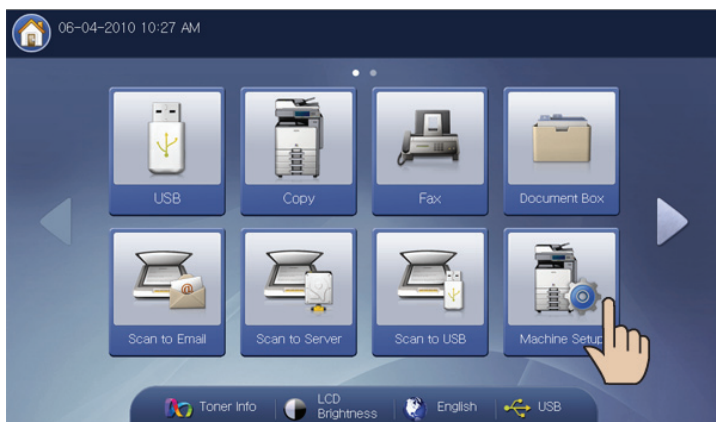 06-04-2010 10:27 AM
USB
Copy
Fax
Document Box
Scan to Email
Scan to Server
Scan to USB
Machine Setup
Toner Info
LCD
Brightness
English
USB